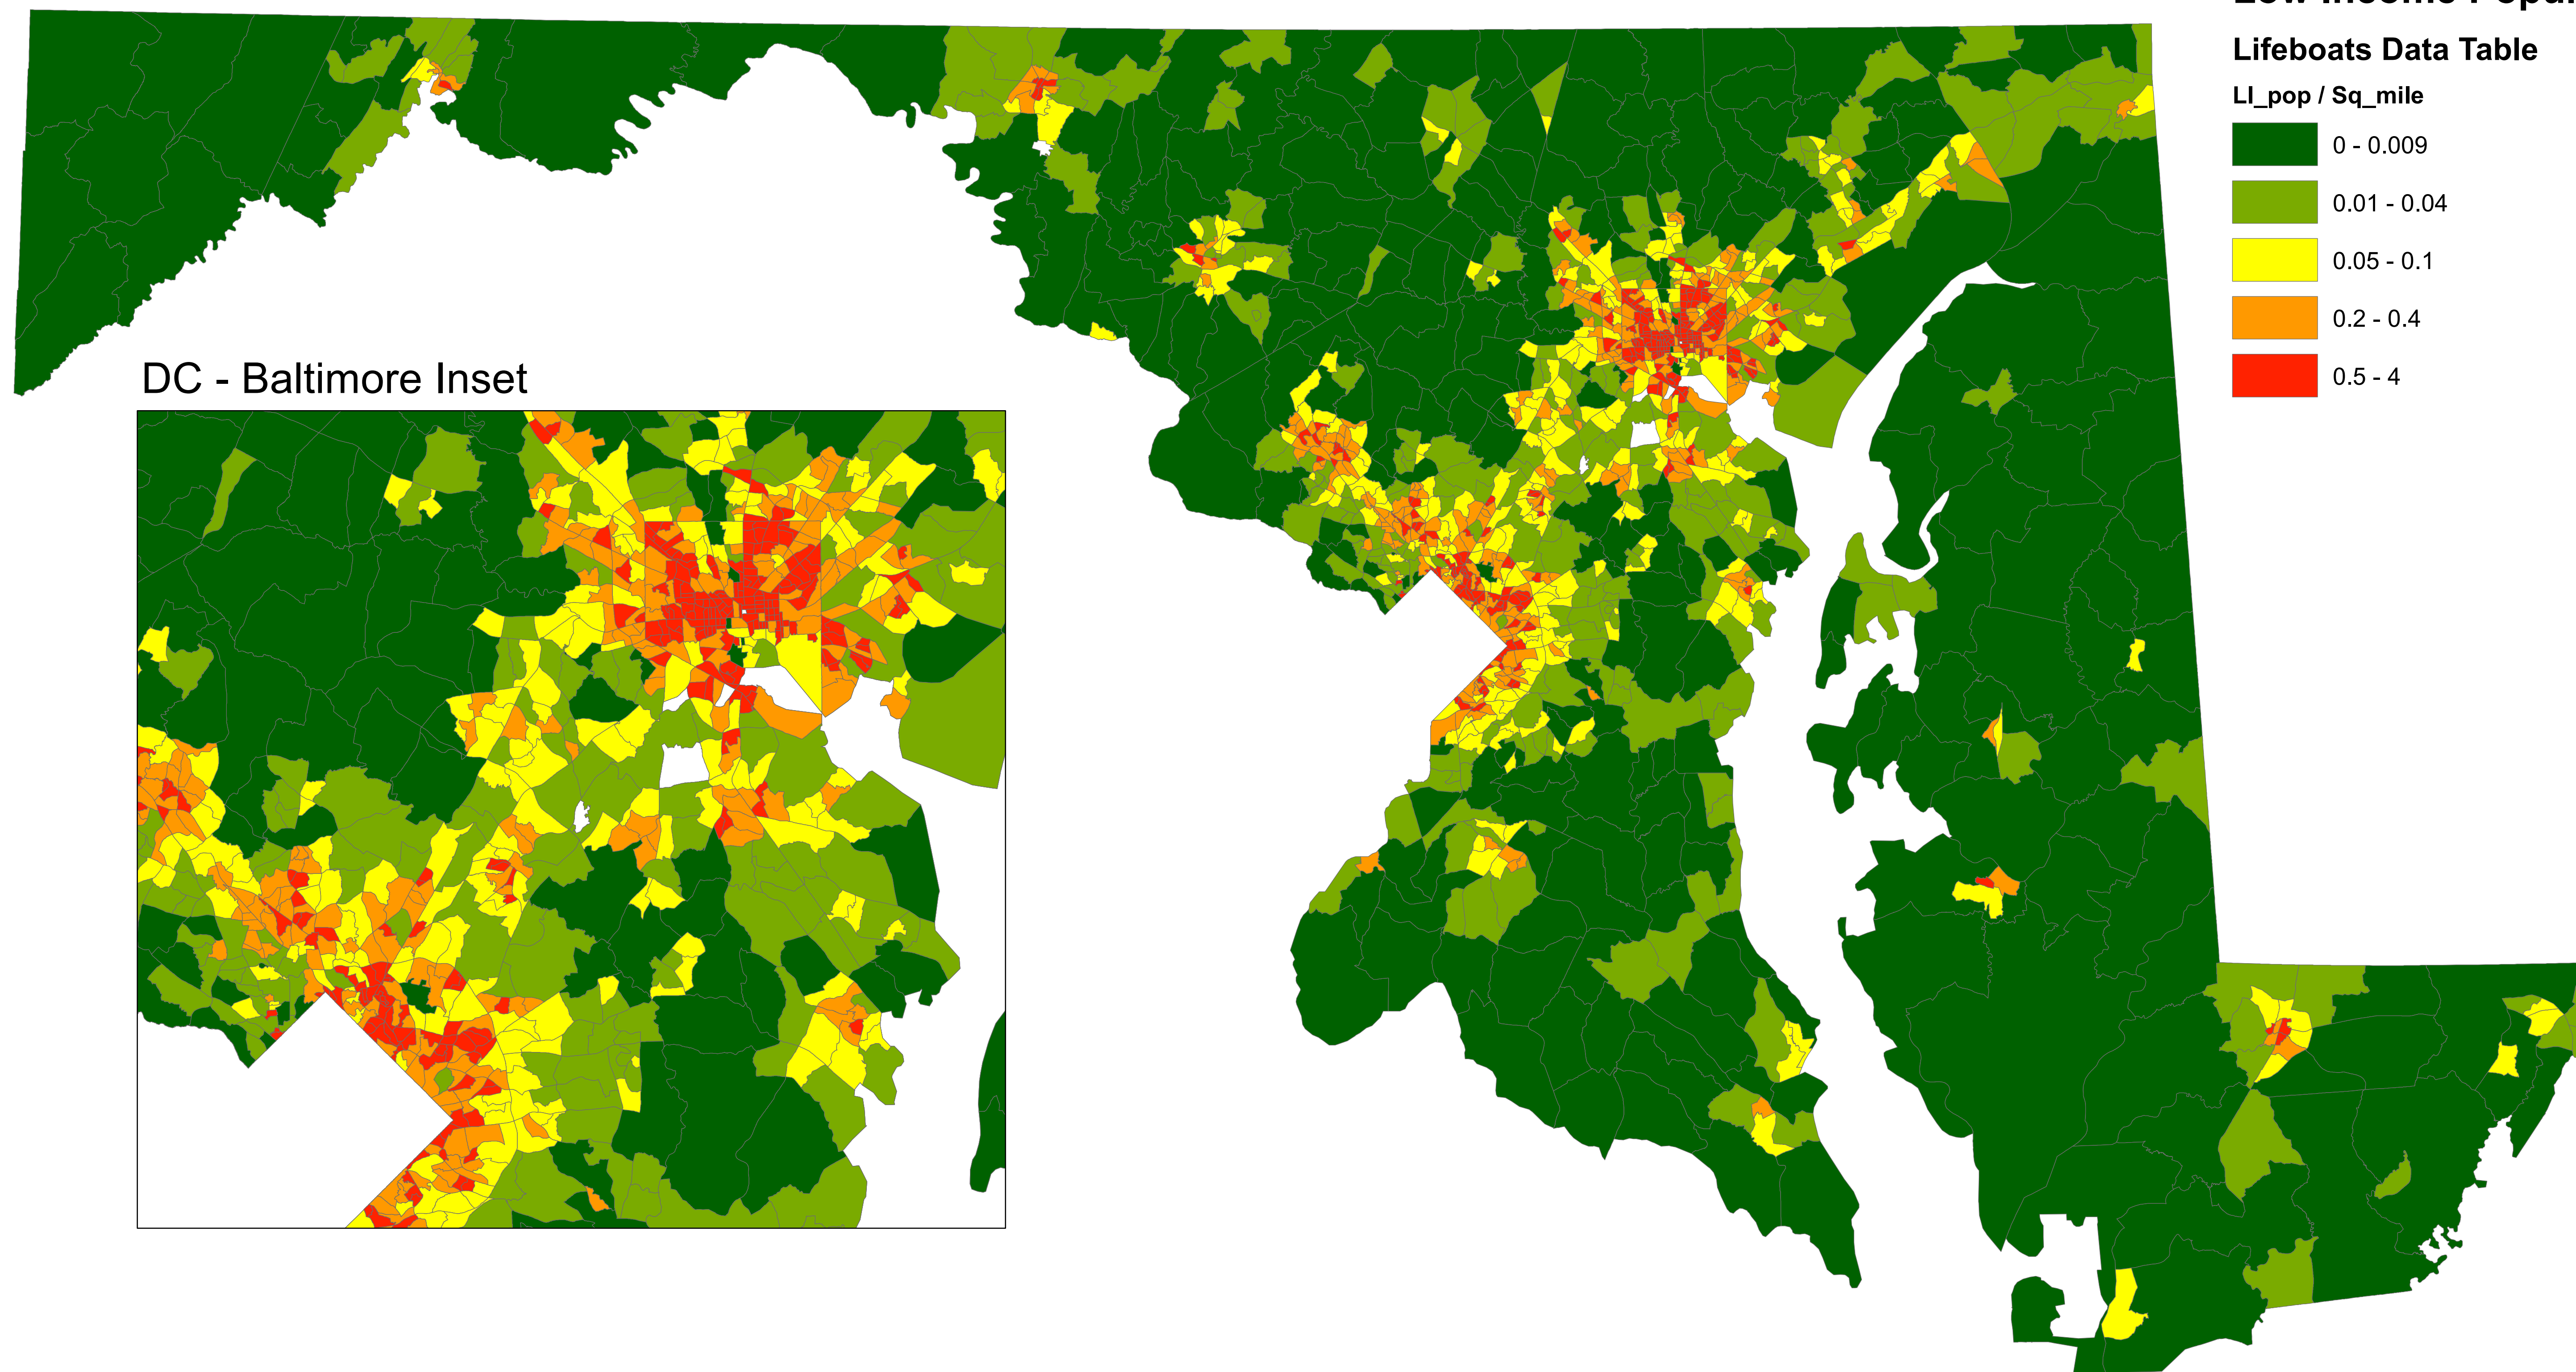 Lifeboats Data Table
LI_pop / Sq_mile
0 - 0.009
0.01 - 0.04
0.05 - 0.1
0.2 - 0.4
0.5 - 4
DC - Baltimore Inset